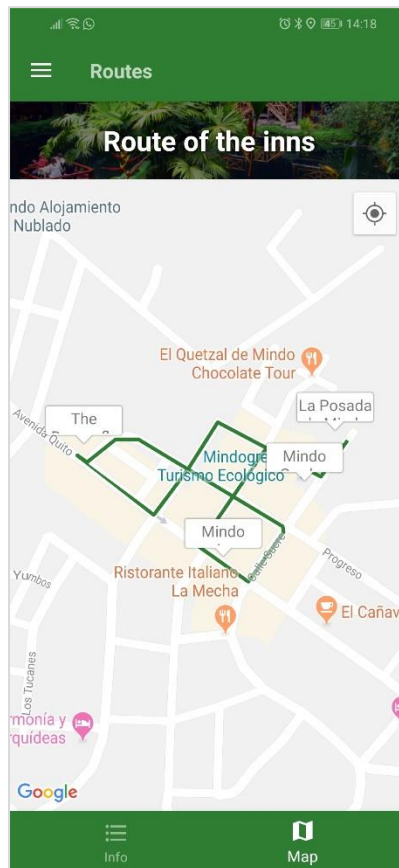 45 14:18
Routes
Route of the inns
ndo Alojamiento
Nublado
El Quetzal de Mindo
Chocolate Tour
La Posada
The
Avenida Quito
Mindogre
Turismo Ecológico
Mindo
Mindo
Calle Sucre
Progreso
Ristorante Italiano
La Mecha
Yumbos
El Cañav
Los Tucanes
rmonía y
rquídeas
Google
Info
Map